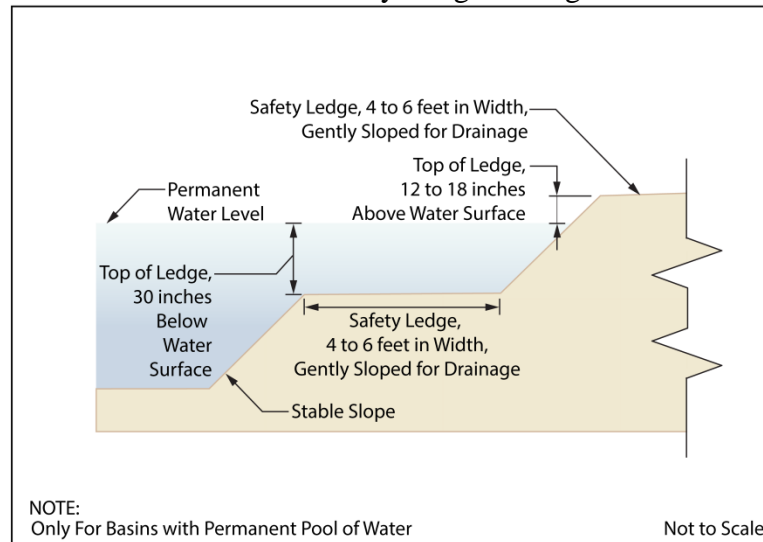 Safety Ledge, 4 to 6 feet in Width,
Gently Sloped for Drainage
Top of Ledge,
12 to 18 inches
Above Water Surface
Permanent
Water Level
Top of Ledge,
30 inches
Below
Water
Surface
Safety Ledge,
4 to 6 feet in Width,
Gently Sloped for Drainage
Stable Slope
NOTE:
Only For Basins with Permanent Pool of Water
Not to Scale